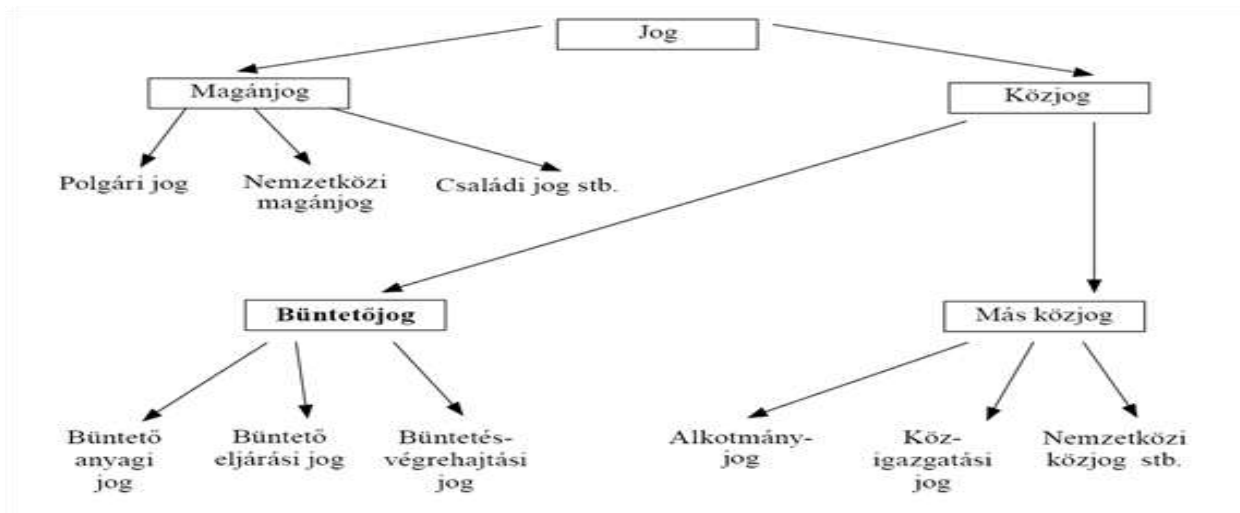 Jog
Magánjog
Közjog
Polgári jog
Nemzetközi
magánjog
Családi jog stb.
Büntetőjog
Más közjog
Büntető
anyagi
jog
Büntető
eljárási jog
Büntetés-
végrehajtási
jog
Alkotmány-
jog
Köz-
igazgatási
jog
Nemzetközi
közjog stb.